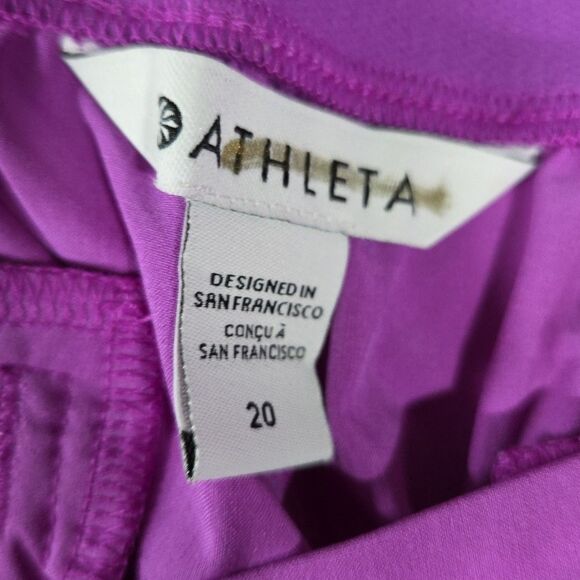 ATHLETA
DESIGNED IN
SAN FRANCISCO
CONÇU À
SAN FRANCISCO
20